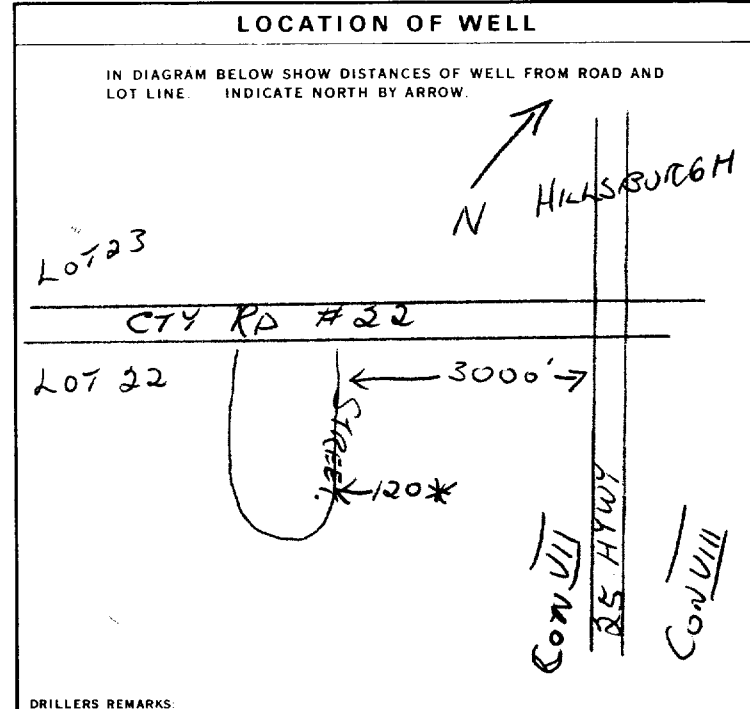 LOCATION OF WELL
IN DIAGRAM BELOW SHOW DISTANCES OF WELL FROM ROAD AND
LOT LINE. INDICATE NORTH BY ARROW.
N
HILLSBURGH
LOT 23
CTY RD # 22
LOT 22
3000'
STREET
120
CON VII
25 HYWY
CON VIII
DRILLERS REMARKS: